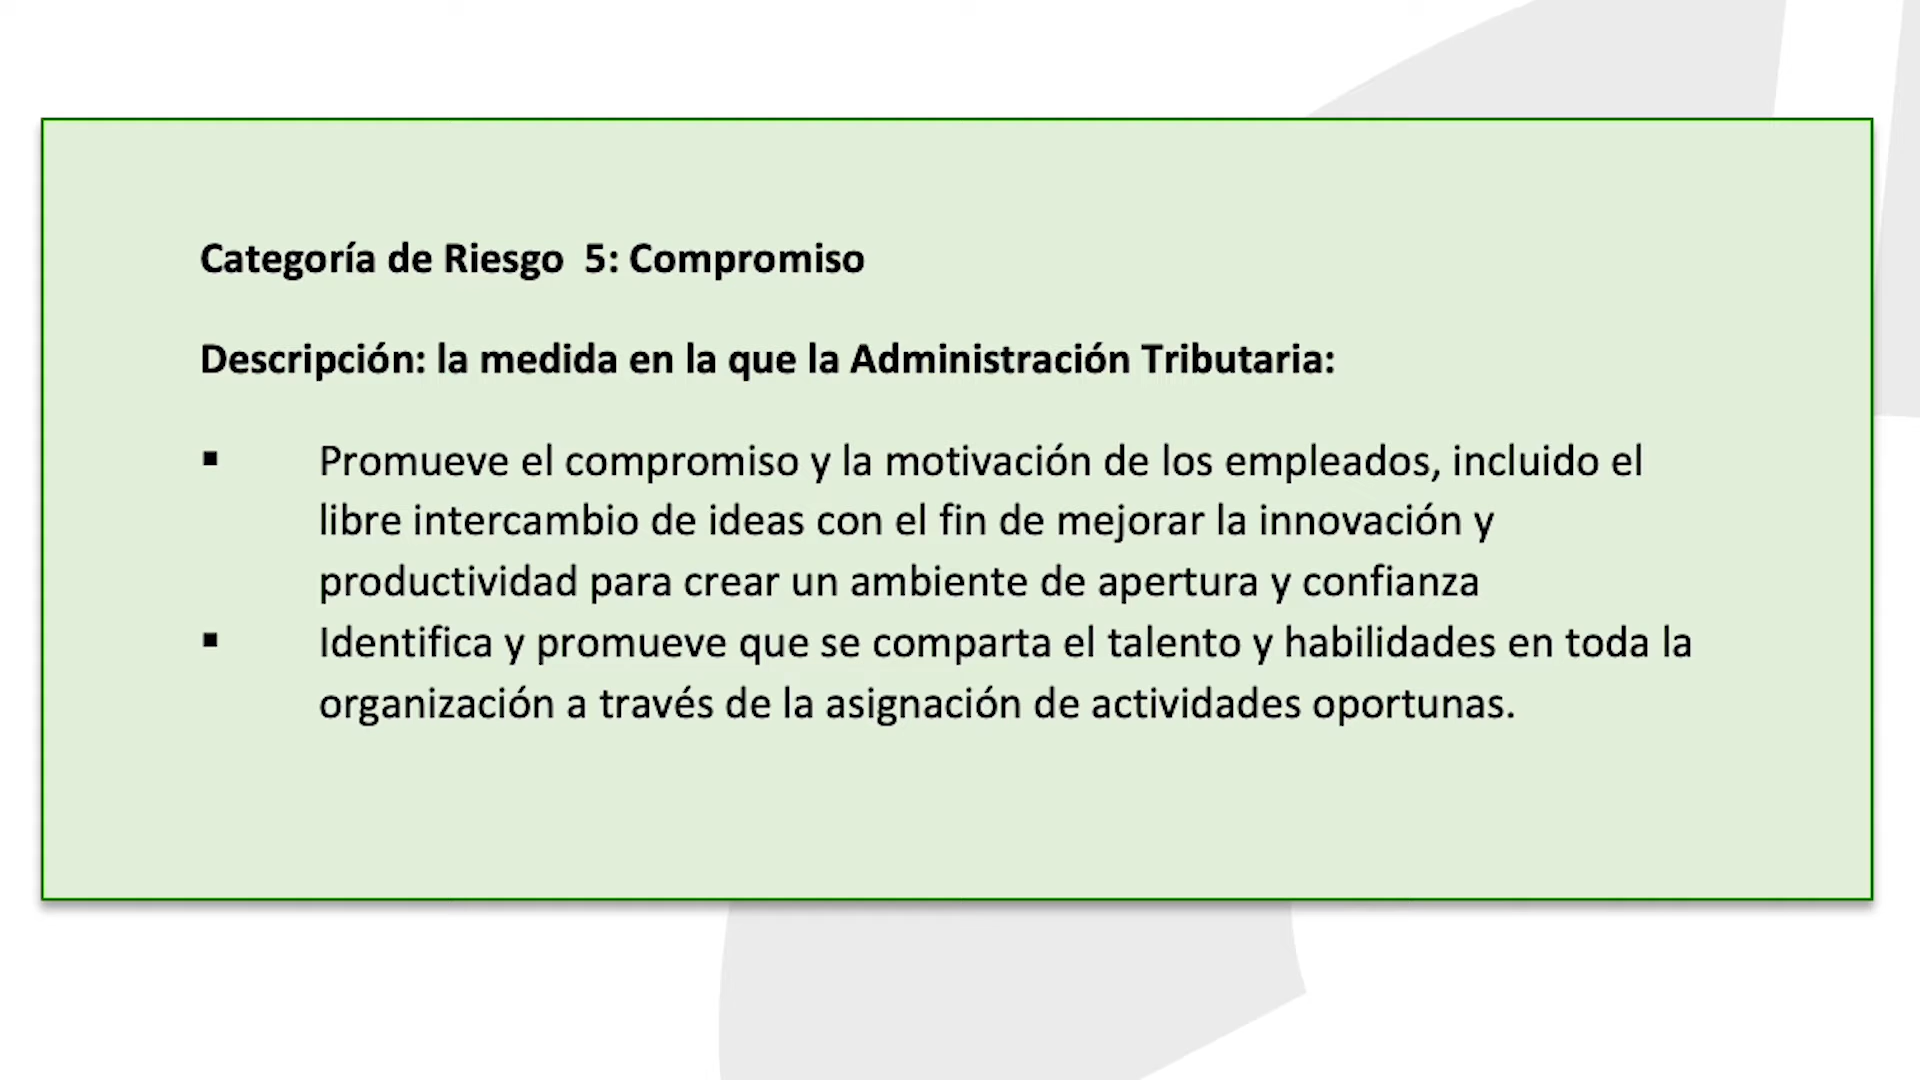 Categoría de Riesgo  5: Compromiso
Descripción: la medida en la que la Administración Tributaria:
▪ Promueve el compromiso y la motivación de los empleados, incluido el
libre intercambio de ideas con el fin de mejorar la innovación y
productividad para crear un ambiente de apertura y confianza
▪ Identifica y promueve que se comparta el talento y habilidades en toda la
organización a través de la asignación de actividades oportunas.